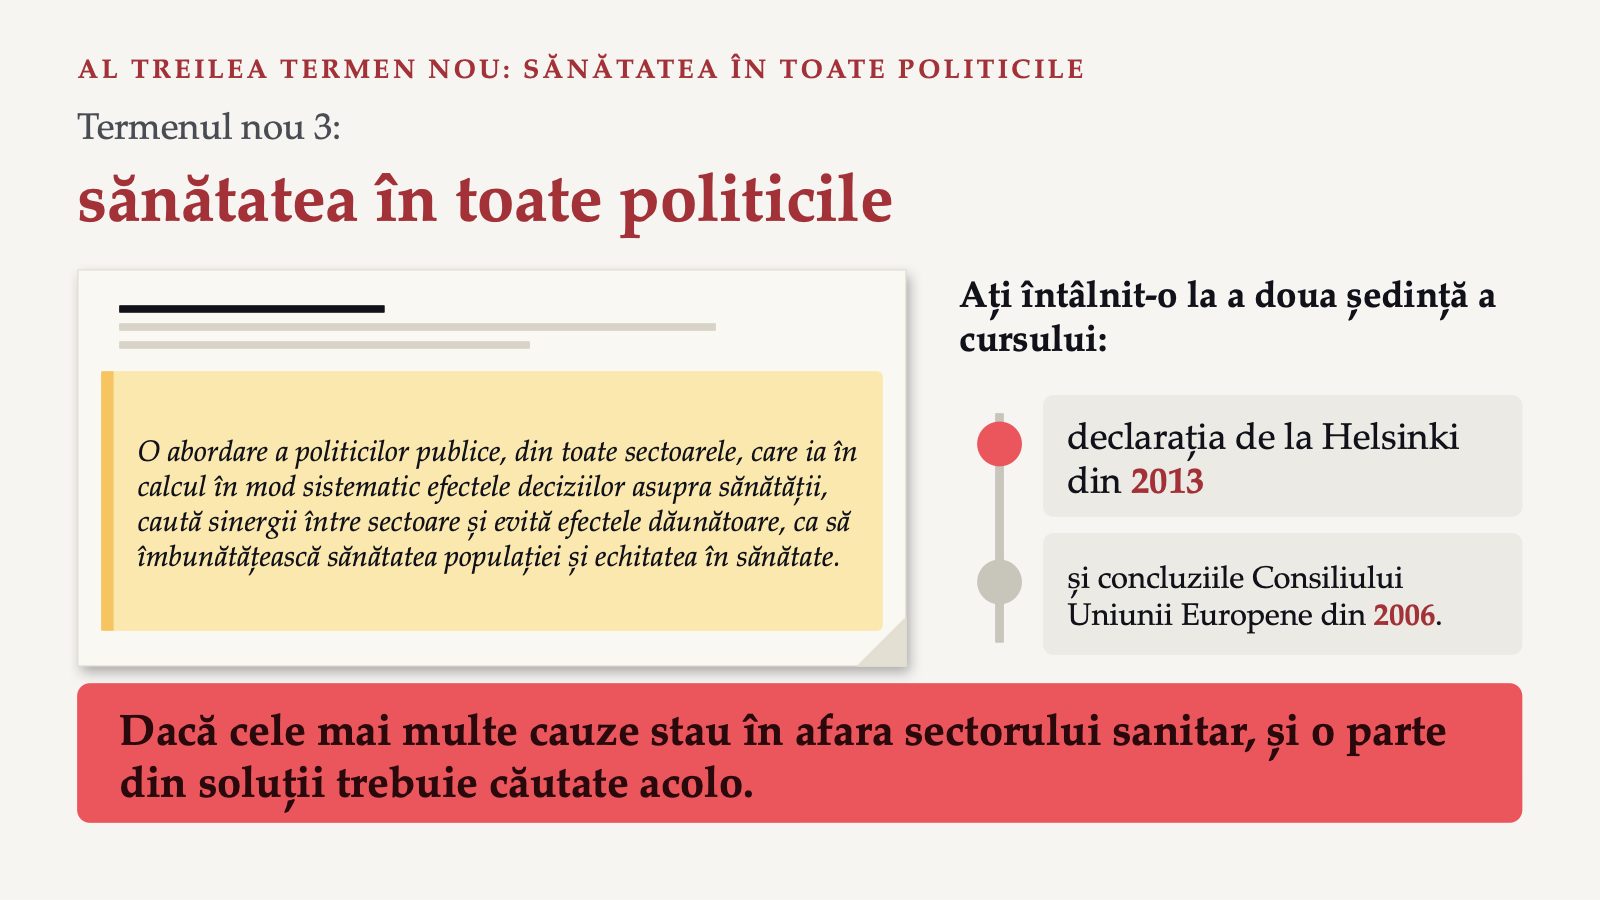 AL TREILEA TERMEN NOU: SĂNĂTATEA ÎN TOATE POLITICILE
Termenul nou 3:
sănătatea în toate politicile
O abordare a politicilor publice, din toate sectoarele, care ia în
calcul în mod sistematic efectele deciziilor asupra sănătății,
caută sinergii între sectoare și evită efectele dăunătoare, ca să
îmbunătățească sănătatea populației și echitatea în sănătate.
Ați întâlnit-o la a doua ședință a
cursului:
declarația de la Helsinki
din 2013
și concluziile Consiliului
Uniunii Europene din 2006.
Dacă cele mai multe cauze stau în afara sectorului sanitar, și o parte
din soluții trebuie căutate acolo.